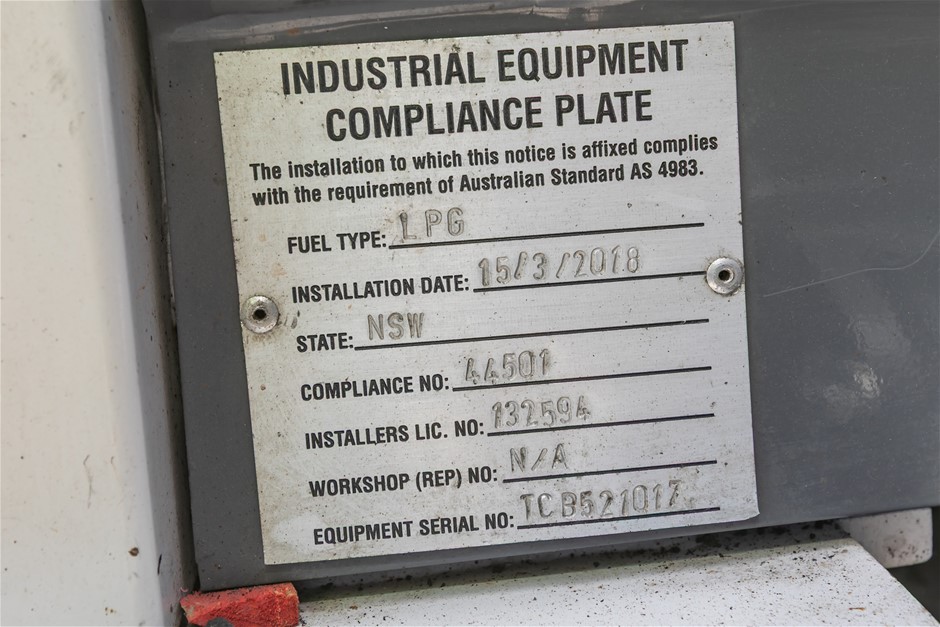 INDUSTRIAL EQUIPMENT
COMPLIANCE PLATE
The installation to which this notice is affixed complies
with the requirement of Australian Standard AS 4983.
FUEL TYPE: LPG
INSTALLATION DATE: 15/3/2018
STATE: NSW
COMPLIANCE NO: 44501
INSTALLERS LIC. NO: 132594
WORKSHOP (REP) NO: N/A
EQUIPMENT SERIAL NO: TCB521017